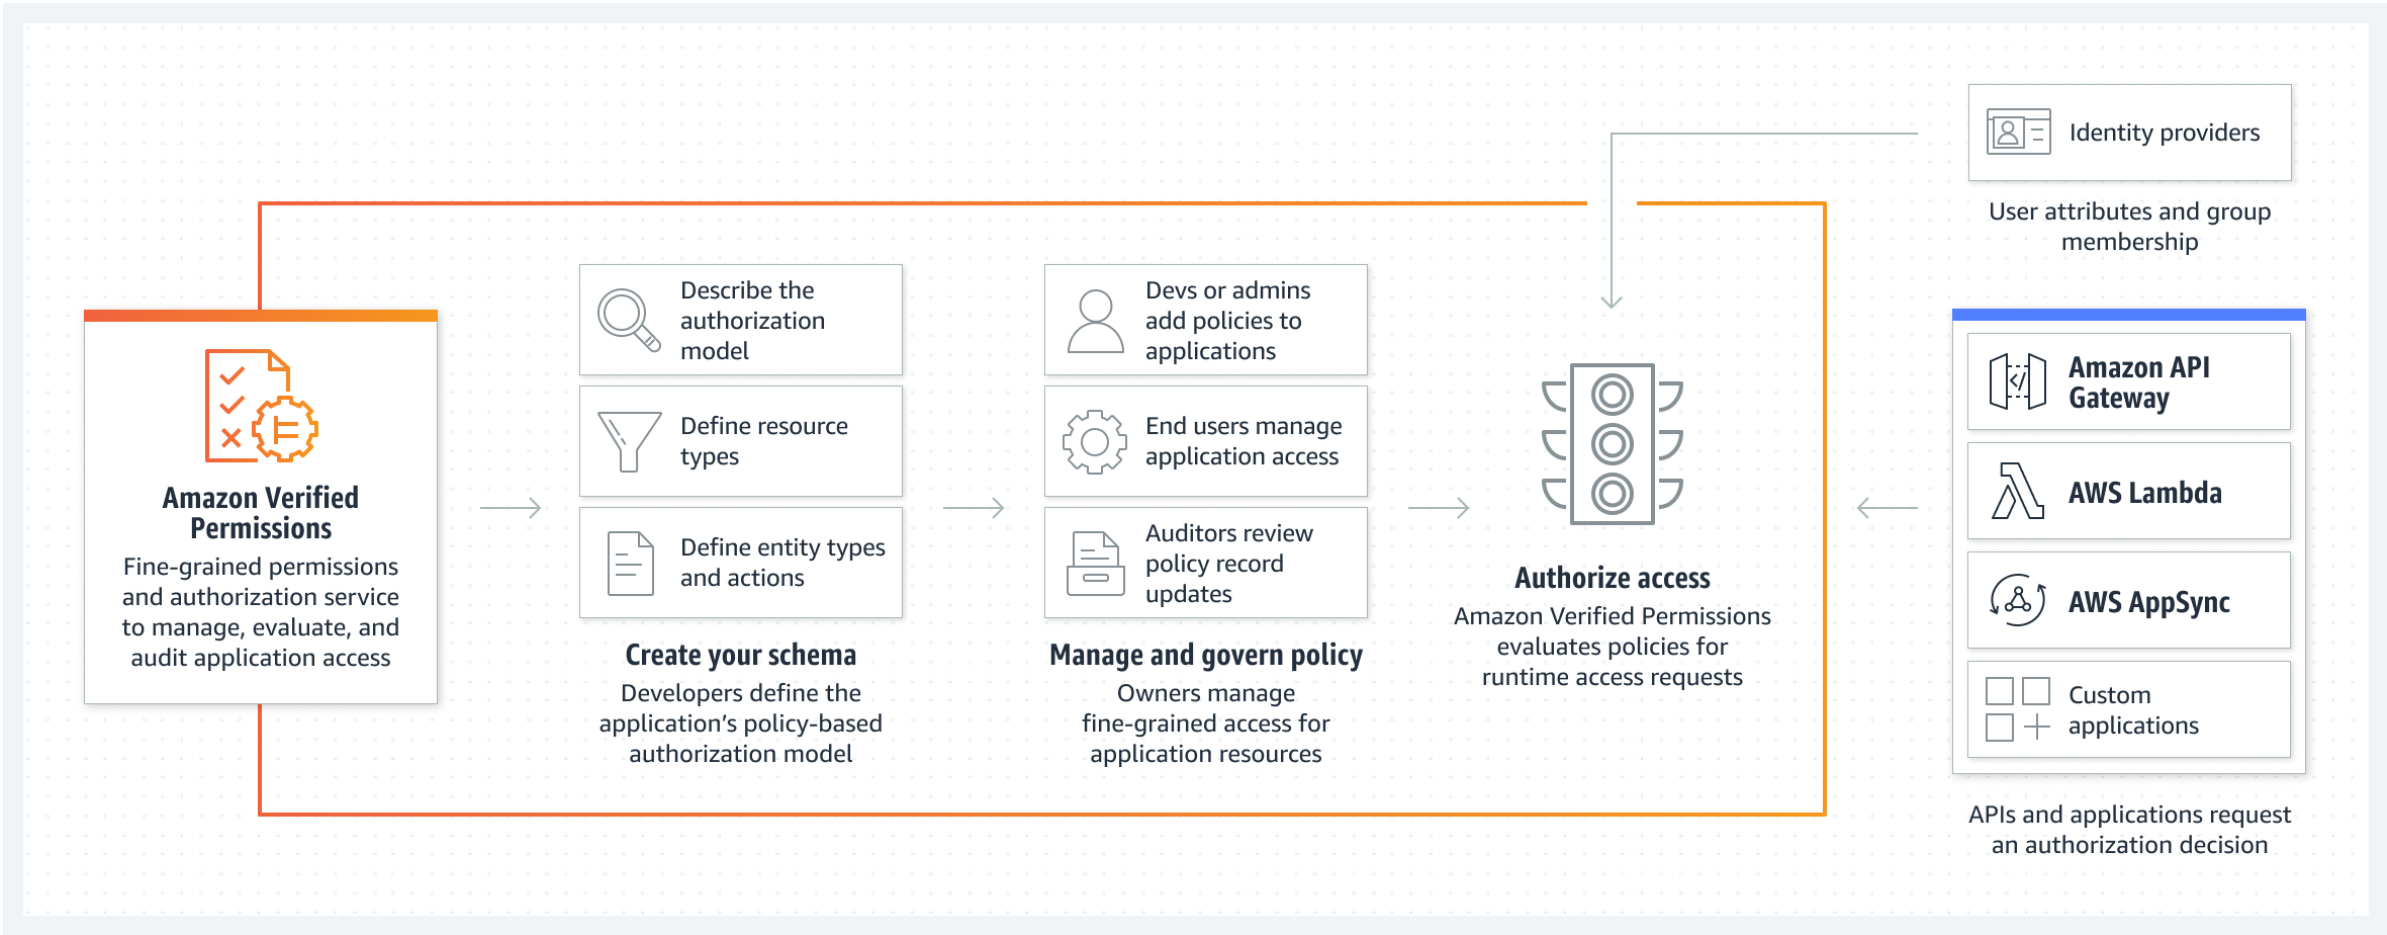 Amazon Verified
Permissions
Fine-grained permissions
and authorization service
to manage, evaluate, and
audit application access
Describe the
authorization
model
Define resource
types
Define entity types
and actions
Create your schema
Developers define the
application’s policy-based
authorization model
Devs or admins
add policies to
applications
End users manage
application access
Auditors review
policy record
updates
Manage and govern policy
Owners manage
fine-grained access for
application resources
Authorize access
Amazon Verified Permissions
evaluates policies for
runtime access requests
Identity providers
User attributes and group
membership
Amazon API
Gateway
AWS Lambda
AWS AppSync
Custom
applications
APIs and applications request
an authorization decision